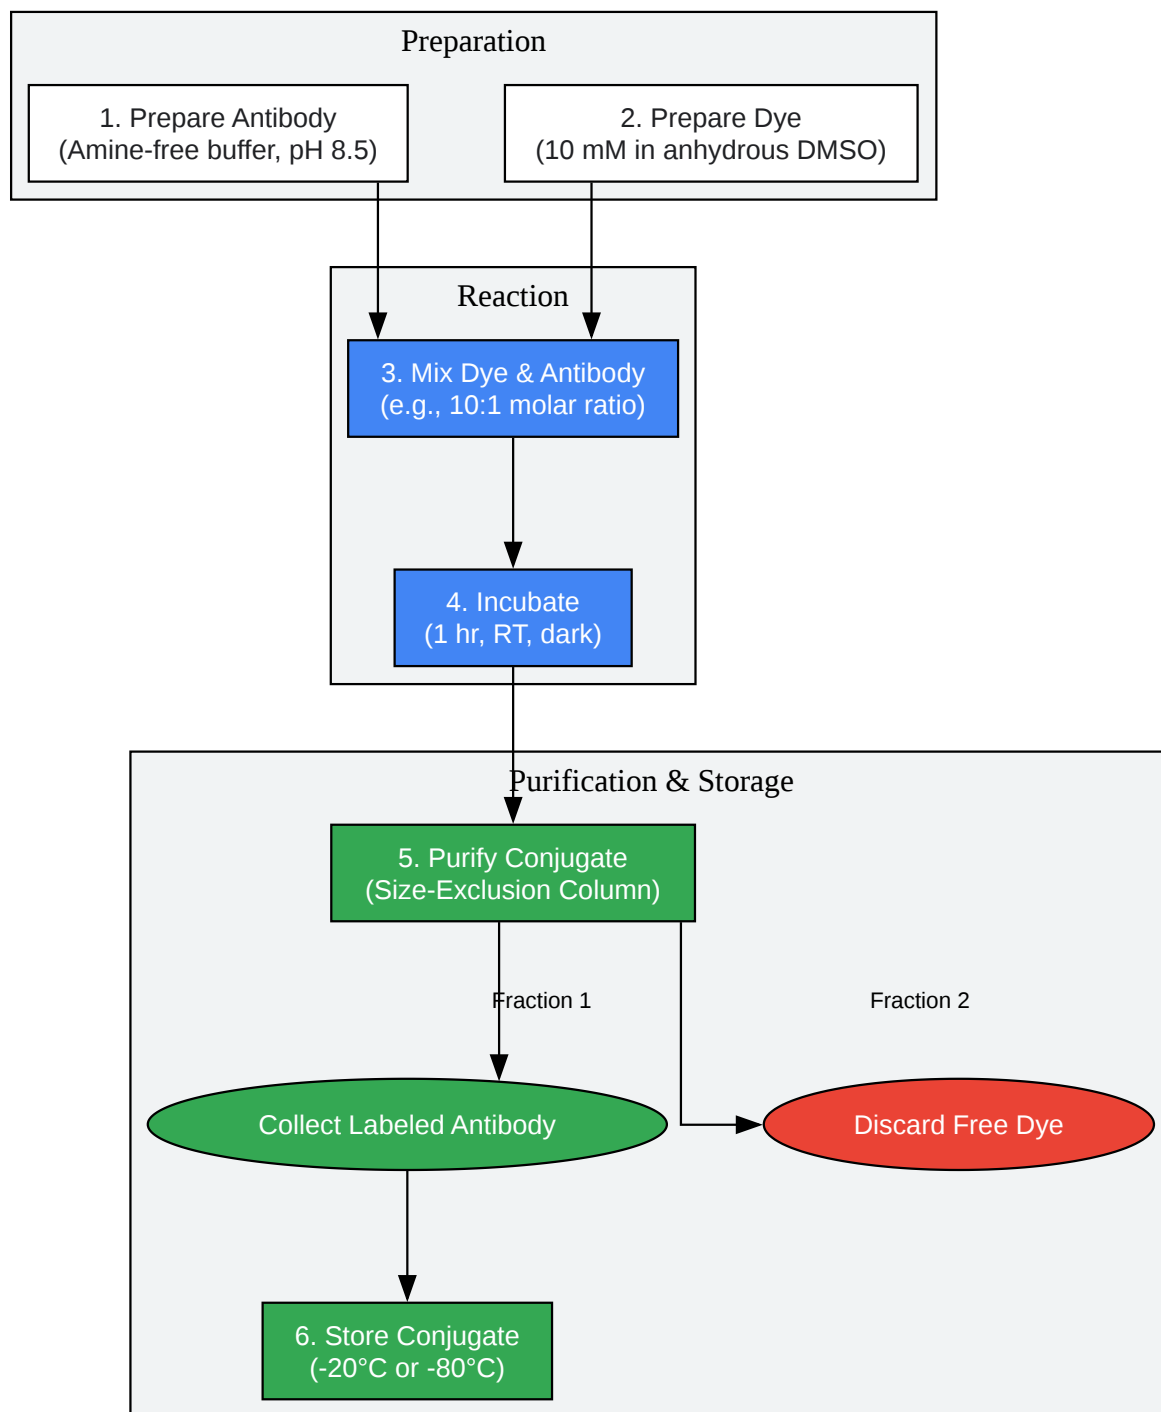 Preparation
1. Prepare Antibody
(Amine-free buffer, pH 8.5)
2. Prepare Dye
(10 mM in anhydrous DMSO)
Reaction
3. Mix Dye & Antibody
(e.g., 10:1 molar ratio)
4. Incubate
(1 hr, RT, dark)
Purification & Storage
5. Purify Conjugate
(Size-Exclusion Column)
Fraction 1
Fraction 2
Collect Labeled Antibody
Discard Free Dye
6. Store Conjugate
(-20°C or -80°C)